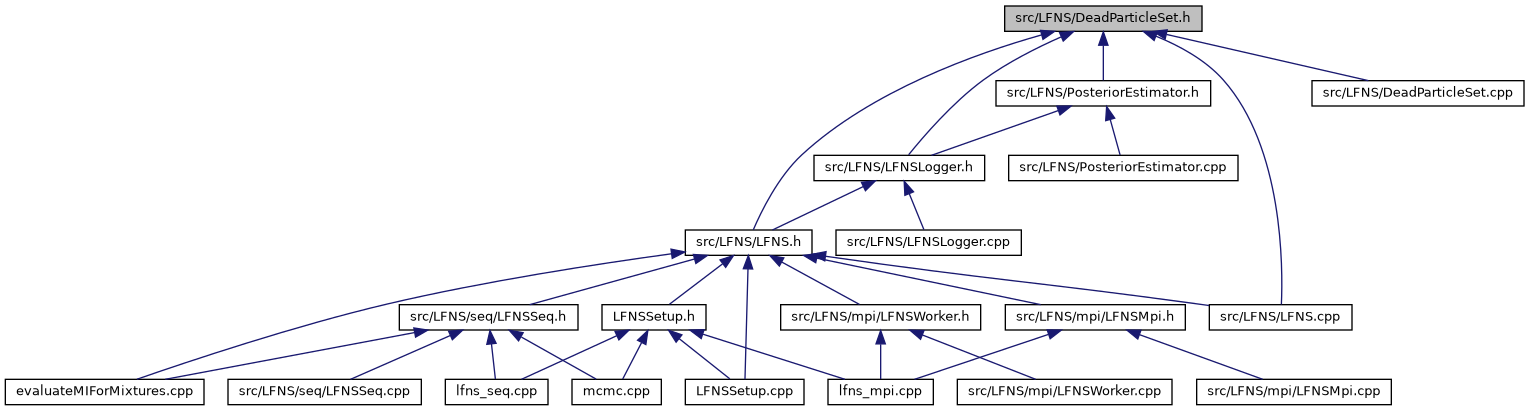 src/LFNS/DeadParticleSet.h
src/LFNS/PosteriorEstimator.h
src/LFNS/DeadParticleSet.cpp
src/LFNS/LFNSLogger.h
src/LFNS/PosteriorEstimator.cpp
src/LFNS/LFNS.h
src/LFNS/LFNSLogger.cpp
src/LFNS/seq/LFNSSeq.h
LFNSSetup.h
src/LFNS/mpi/LFNSWorker.h
src/LFNS/mpi/LFNSMpi.h
src/LFNS/LFNS.cpp
evaluateMIForMixtures.cpp
src/LFNS/seq/LFNSSeq.cpp
lfns_seq.cpp
mcmc.cpp
LFNSSetup.cpp
lfns_mpi.cpp
src/LFNS/mpi/LFNSWorker.cpp
src/LFNS/mpi/LFNSMpi.cpp